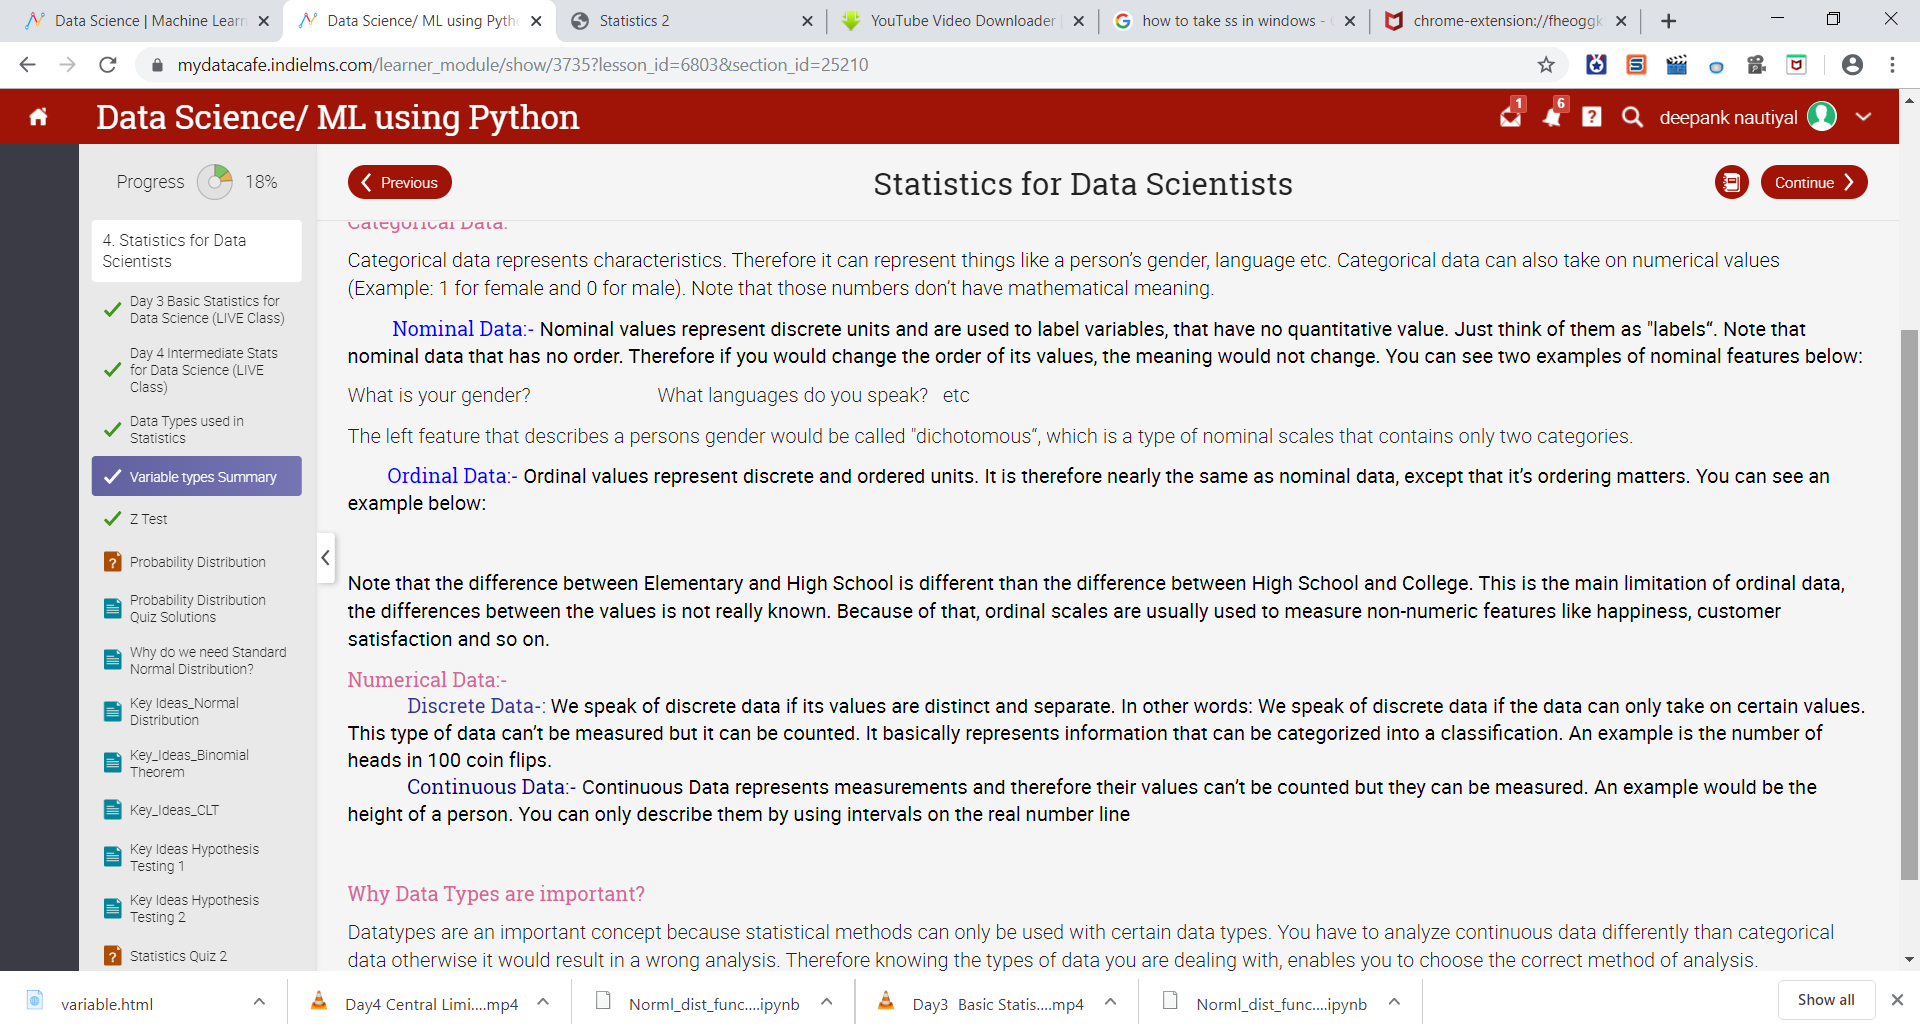 Data Science | Machine Learn
Data Science/ ML using Pytho
Statistics 2
YouTube Video Downloader
how to take ss in windows -
chrome-extension://fheoggk
mydatacafe.indielms.com/learner_module/show/3735?lesson_id=6803&section_id=25210
Data Science/ ML using Python
1
6
deepank nautiyal
Progress
18%
Previous
Statistics for Data Scientists
Continue
4. Statistics for Data
Scientists
Day 3 Basic Statistics for
Data Science (LIVE Class)
Day 4 Intermediate Stats
for Data Science (LIVE
Class)
Data Types used in
Statistics
Variable types Summary
Z Test
Probability Distribution
Probability Distribution
Quiz Solutions
Why do we need Standard
Normal Distribution?
Key Ideas_Normal
Distribution
Key_Ideas_Binomial
Theorem
Key_Ideas_CLT
Key Ideas Hypothesis
Testing 1
Key Ideas Hypothesis
Testing 2
Statistics Quiz 2
Categorical Data:
Categorical data represents characteristics. Therefore it can represent things like a person’s gender, language etc. Categorical data can also take on numerical values
(Example: 1 for female and 0 for male). Note that those numbers don’t have mathematical meaning.
Nominal Data:- Nominal values represent discrete units and are used to label variables, that have no quantitative value. Just think of them as "labels“. Note that
nominal data that has no order. Therefore if you would change the order of its values, the meaning would not change. You can see two examples of nominal features below:
What is your gender? What languages do you speak? etc
The left feature that describes a persons gender would be called "dichotomous“, which is a type of nominal scales that contains only two categories.
Ordinal Data:- Ordinal values represent discrete and ordered units. It is therefore nearly the same as nominal data, except that it’s ordering matters. You can see an
example below:
Note that the difference between Elementary and High School is different than the difference between High School and College. This is the main limitation of ordinal data,
the differences between the values is not really known. Because of that, ordinal scales are usually used to measure non-numeric features like happiness, customer
satisfaction and so on.
Numerical Data:-
Discrete Data-: We speak of discrete data if its values are distinct and separate. In other words: We speak of discrete data if the data can only take on certain values.
This type of data can’t be measured but it can be counted. It basically represents information that can be categorized into a classification. An example is the number of
heads in 100 coin flips.
Continuous Data:- Continuous Data represents measurements and therefore their values can’t be counted but they can be measured. An example would be the
height of a person. You can only describe them by using intervals on the real number line
Why Data Types are important?
Datatypes are an important concept because statistical methods can only be used with certain data types. You have to analyze continuous data differently than categorical
data otherwise it would result in a wrong analysis. Therefore knowing the types of data you are dealing with, enables you to choose the correct method of analysis.
variable.html
Day4 Central Limi....mp4
Norml_dist_func....ipynb
Day3 Basic Statis....mp4
Norml_dist_func....ipynb
Show all